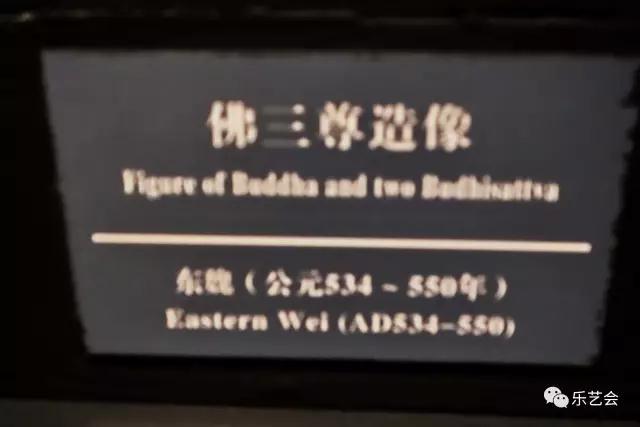 佛三尊造像
Figure of Buddha and two Budhisattva
东魏（公元534 ~ 550年）
Eastern Wei (AD534-550)
乐艺会